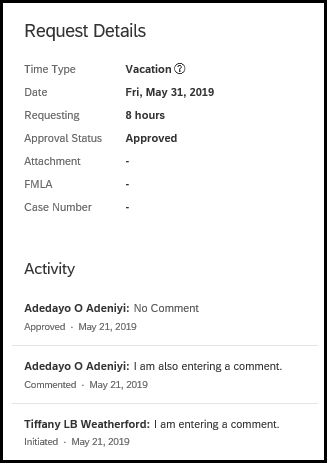 Request Details
Time Type Vacation ?
Date Fri, May 31, 2019
Requesting 8 hours
Approval Status Approved
Attachment -
FMLA -
Case Number -
Activity
Adedayo O Adeniyi: No Comment
Approved · May 21, 2019
Adedayo O Adeniyi: I am also entering a comment.
Commented · May 21, 2019
Tiffany LB Weatherford: I am entering a comment.
Initiated · May 21, 2019